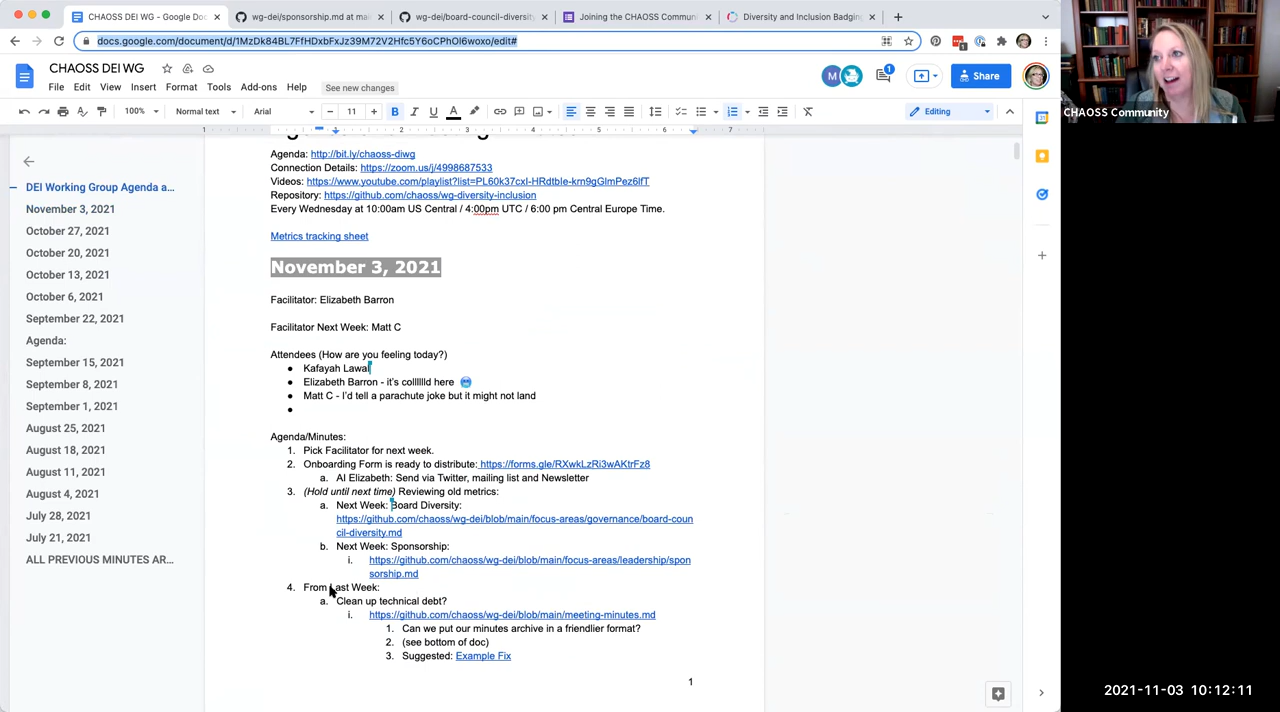 CHAOSS DEI WG - Google Doc
wg-dei/sponsorship.md at mai
wg-dei/board-council-diversity
Joining the CHAOSS Commun
Diversity and Inclusion Badging
docs.google.com/document/d/1MzDk84BL7FfHDxbFxJz39M72V2Hfc5Y6oCPhOl6woxo/edit#
CHAOSS DEI WG
File Edit View Insert Format Tools Add-ons Help See new changes
M
1
Share
100% Normal text Arial 11 Editing
1 1 2 3 4 5 6 7
CHAOSS Community
DEI Working Group Agenda a...
November 3, 2021
October 27, 2021
October 20, 2021
October 13, 2021
October 6, 2021
September 22, 2021
Agenda:
September 15, 2021
September 8, 2021
September 1, 2021
August 25, 2021
August 18, 2021
August 11, 2021
August 4, 2021
July 28, 2021
July 21, 2021
ALL PREVIOUS MINUTES AR...
Agenda: http://bit.ly/chaoss-diwg
Connection Details: https://zoom.us/j/4998687533
Videos: https://www.youtube.com/playlist?list=PL60k37cxI-HRdtbIe-krn9gGlmPez6lfT
Repository: https://github.com/chaoss/wg-diversity-inclusion
Every Wednesday at 10:00am US Central / 4:00pm UTC / 6:00 pm Central Europe Time.
Metrics tracking sheet
November 3, 2021
Facilitator: Elizabeth Barron
Facilitator Next Week: Matt C
Attendees (How are you feeling today?)
● Kafayah Lawal
● Elizabeth Barron - it's colllllld here 🥶
● Matt C - I'd tell a parachute joke but it might not land
●
Agenda/Minutes:
1. Pick Facilitator for next week.
2. Onboarding Form is ready to distribute: https://forms.gle/RXwkLzRi3wAKtrFz8
a. AI Elizabeth: Send via Twitter, mailing list and Newsletter
3. (Hold until next time) Reviewing old metrics:
a. Next Week: Board Diversity:
https://github.com/chaoss/wg-dei/blob/main/focus-areas/governance/board-coun
cil-diversity.md
b. Next Week: Sponsorship:
i. https://github.com/chaoss/wg-dei/blob/main/focus-areas/leadership/spon
sorship.md
4. From Last Week:
a. Clean up technical debt?
i. https://github.com/chaoss/wg-dei/blob/main/meeting-minutes.md
1. Can we put our minutes archive in a friendlier format?
2. (see bottom of doc)
3. Suggested: Example Fix
1
2021-11-03 10:12:11